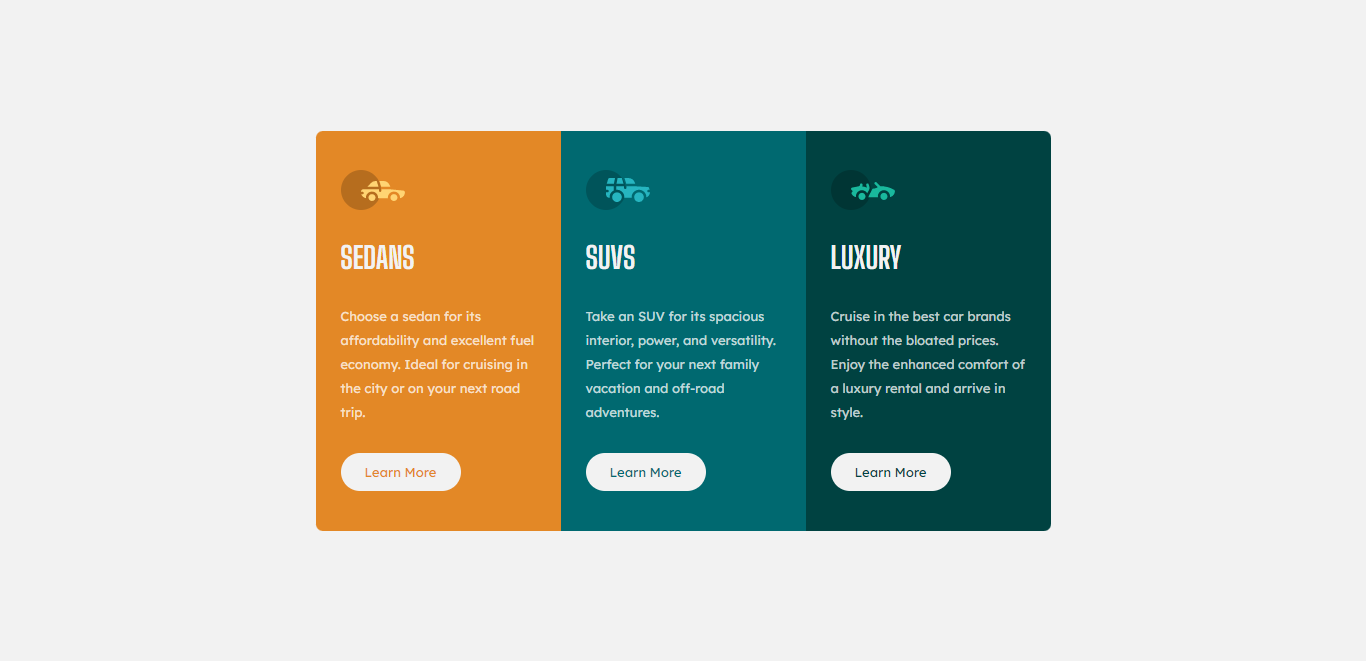 SEDANS
Choose a sedan for its
affordability and excellent fuel
economy. Ideal for cruising in
the city or on your next road
trip.
Learn More
SUVS
Take an SUV for its spacious
interior, power, and versatility.
Perfect for your next family
vacation and off-road
adventures.
Learn More
LUXURY
Cruise in the best car brands
without the bloated prices.
Enjoy the enhanced comfort of
a luxury rental and arrive in
style.
Learn More